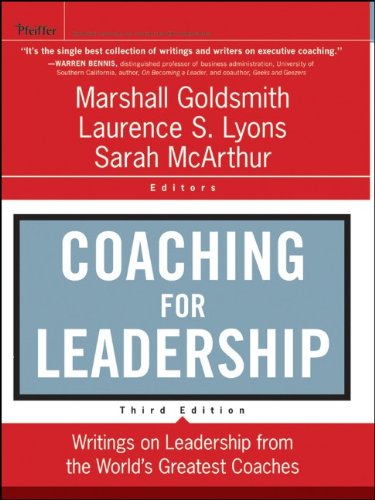 Pfeiffer
"It's the single best collection of writings and writers on executive coaching."
—WARREN BENNIS, distinguished professor of business administration, University of
Southern California, author, On Becoming a Leader, and coauthor, Geeks and Geezers
Marshall Goldsmith
Laurence S. Lyons
Sarah McArthur
Editors
COACHING
FOR
LEADERSHIP
Third Edition
Writings on Leadership from
the World's Greatest Coaches